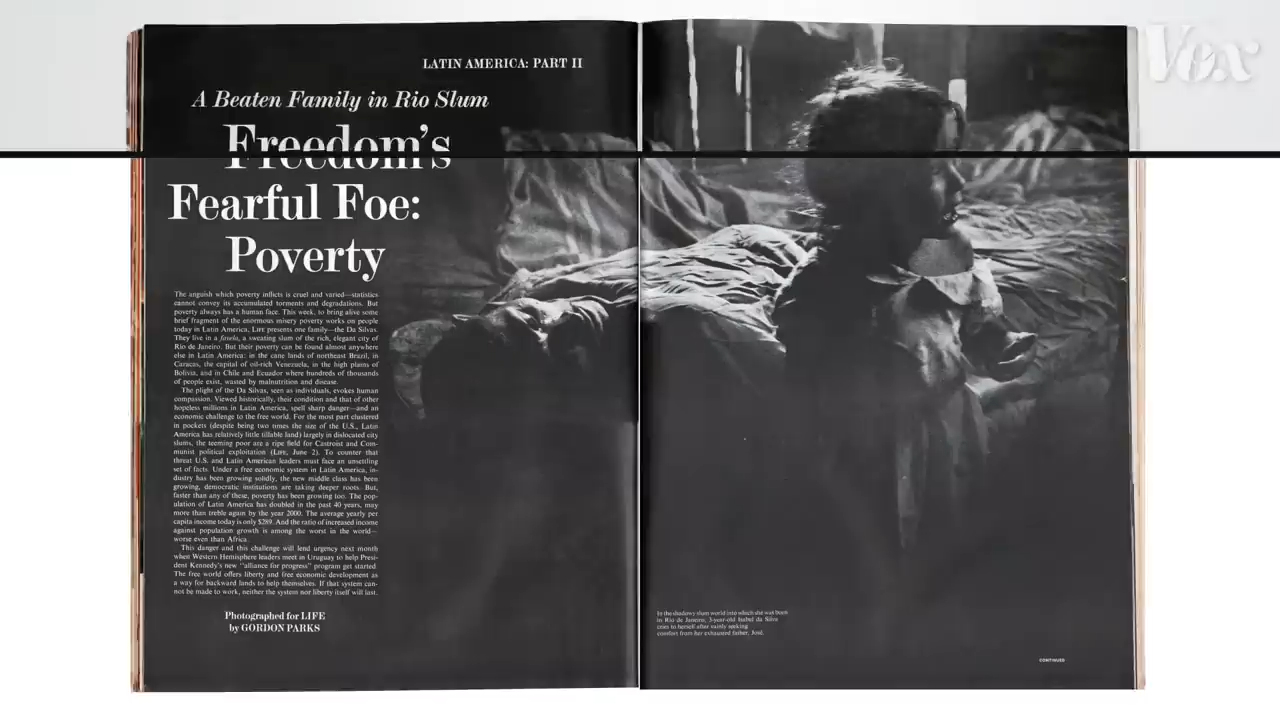 Vox
LATIN AMERICA: PART II
A Beaten Family in Rio Slum
Freedom's
Fearful Foe:
Poverty
The anguish which poverty inflicts is cruel and varied—statistics
cannot convey its accumulated torments and degradations. But
poverty always has a human face. This week, to bring alive some
brief fragment of the enormous misery poverty works on people
today in Latin America, LIFE presents one family—the Da Silvas.
They live in a favela, a sweating slum of the rich, elegant city of
Rio de Janeiro. But their poverty can be found almost anywhere
else in Latin America: in the cane lands of northeast Brazil, in
Caracas, the capital of oil-rich Venezuela, in the high plains of
Bolivia, and in Chile and Ecuador where hundreds of thousands
of people exist, wasted by malnutrition and disease.
The plight of the Da Silvas, seen as individuals, evokes human
compassion. Viewed historically, their condition and that of other
hopeless millions in Latin America, spell sharp danger—and an
economic challenge to the free world. For the most part clustered
in pockets (despite being two times the size of the U.S., Latin
America has relatively little tillable land) largely in dislocated city
slums, the teeming poor are a ripe field for Castroist and Com-
munist political exploitation (LIFE, June 2). To counter that
threat U.S. and Latin American leaders must face an unsettling
set of facts. Under a free economic system in Latin America, in-
dustry has been growing solidly, the new middle class has been
growing, democratic institutions are taking deeper roots. But,
faster than any of these, poverty has been growing too. The pop-
ulation of Latin America has doubled in the past 40 years, may
more than treble again by the year 2000. The average yearly per
capita income today is only $289. And the ratio of increased income
against population growth is among the worst in the world—
worse even than Africa.
This danger and this challenge will lend urgency next month
when Western Hemisphere leaders meet in Uruguay to help Presi-
dent Kennedy's new "alliance for progress" program get started.
The free world offers liberty and free economic development as
a way for backward lands to help themselves. If that system can-
not be made to work, neither the system nor liberty itself will last.
Photographed for LIFE
by GORDON PARKS
In the shadowy slum world into which she was born
in Rio de Janeiro, 3-year-old Isabel da Silva
cries to herself after vainly seeking
comfort from her exhausted father, José.
CONTINUED